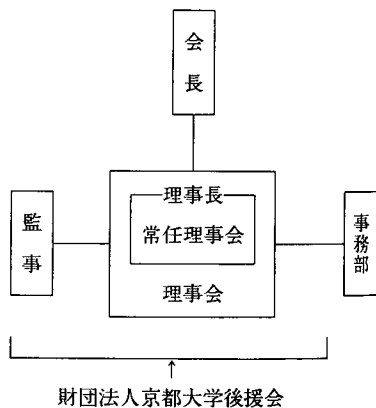 会長
理事長
常任理事会
理事会
監事
事務部
↑
財団法人京都大学後援会